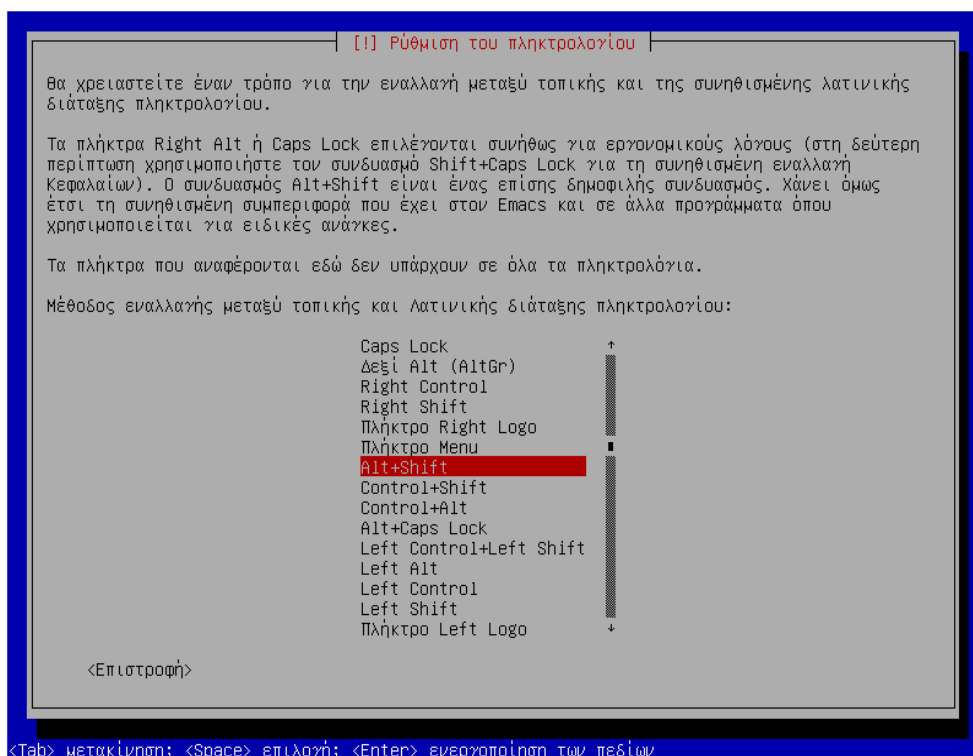 [!] Ρύθμιση του πληκτρολογίου
Θα χρειαστείτε έναν τρόπο για την εναλλαγή μεταξύ τοπικής και της συνηθισμένης λατινικής
διάταξης πληκτρολογίου.
Τα πλήκτρα Right Alt ή Caps Lock επιλέγονται συνήθως για εργονομικούς λόγους (στη δεύτερη
περίπτωση χρησιμοποιήστε τον συνδυασμό Shift+Caps Lock για τη συνηθισμένη εναλλαγή
Κεφαλαίων). Ο συνδυασμός Alt+Shift είναι ένας επίσης δημοφιλής συνδυασμός. Χάνει όμως
έτσι τη συνηθισμένη συμπεριφορά που έχει στον Emacs και σε άλλα προγράμματα όπου
χρησιμοποιείται για ειδικές ανάγκες.
Τα πλήκτρα που αναφέρονται εδώ δεν υπάρχουν σε όλα τα πληκτρολόγια.
Μέθοδος εναλλαγής μεταξύ τοπικής και Λατινικής διάταξης πληκτρολογίου:
Caps Lock
Δεξί Alt (AltGr)
Right Control
Right Shift
Πλήκτρο Right Logo
Πλήκτρο Menu
Alt+Shift
Control+Shift
Control+Alt
Alt+Caps Lock
Left Control+Left Shift
Left Alt
Left Control
Left Shift
Πλήκτρο Left Logo
<Επιστροφή>
<Tab> μετακίνηση; <Space> επιλογή; <Enter> ενεργοποίηση των πεδίων